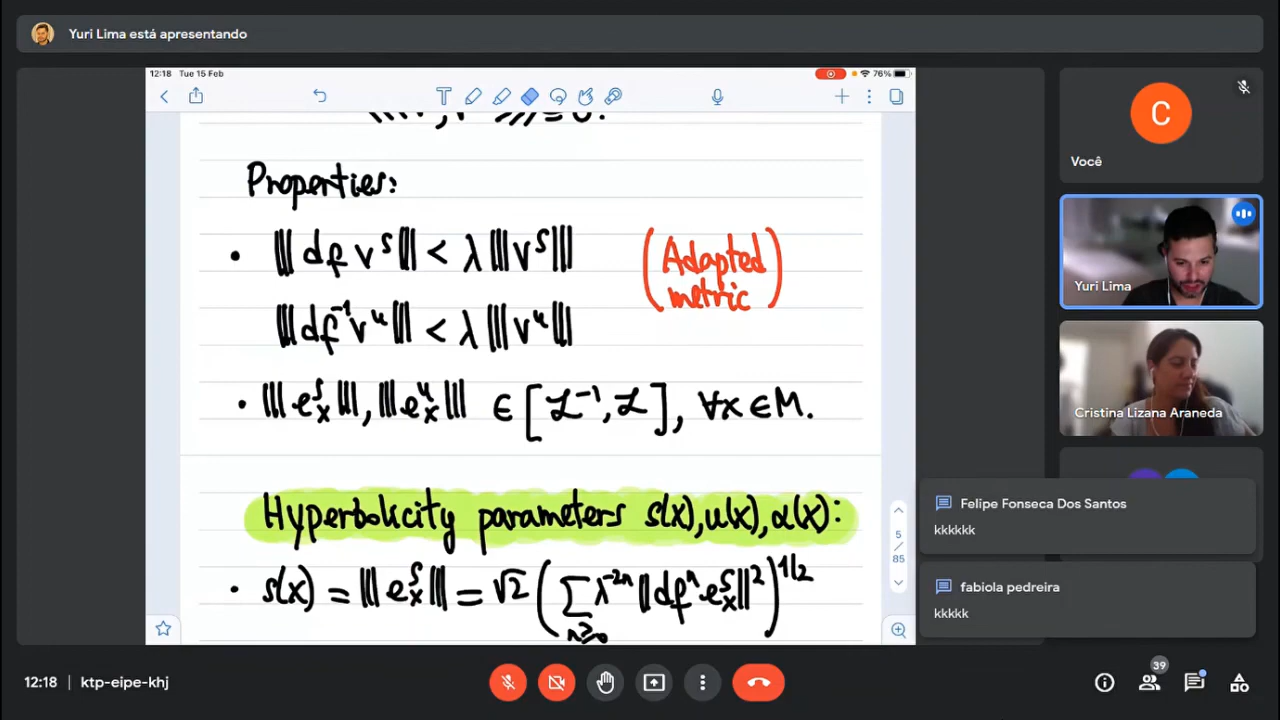 Yuri Lima está apresentando
12:18 Tue 15 Feb
76%
Properties:
• ||| df v^s ||| < λ ||| v^s |||
||| df^-1 v^u ||| < λ ||| v^u |||
(Adapted
metric)
• ||| e^s_x |||, ||| e^u_x ||| ∈ [ℒ^-1, ℒ], ∀x ∈ M.
Hyperbolicity parameters s(x), u(x), α(x):
• s(x) = ||| e^s_x ||| = √2 ( Σ_{n≥0} λ^-2n || df^n e^s_x ||^2 )^1/2
5
/
85
C
Você
Yuri Lima
Cristina Lizana Araneda
Felipe Fonseca Dos Santos
kkkkkk
fabiola pedreira
kkkkk
12:18 | ktp-eipe-khj
39